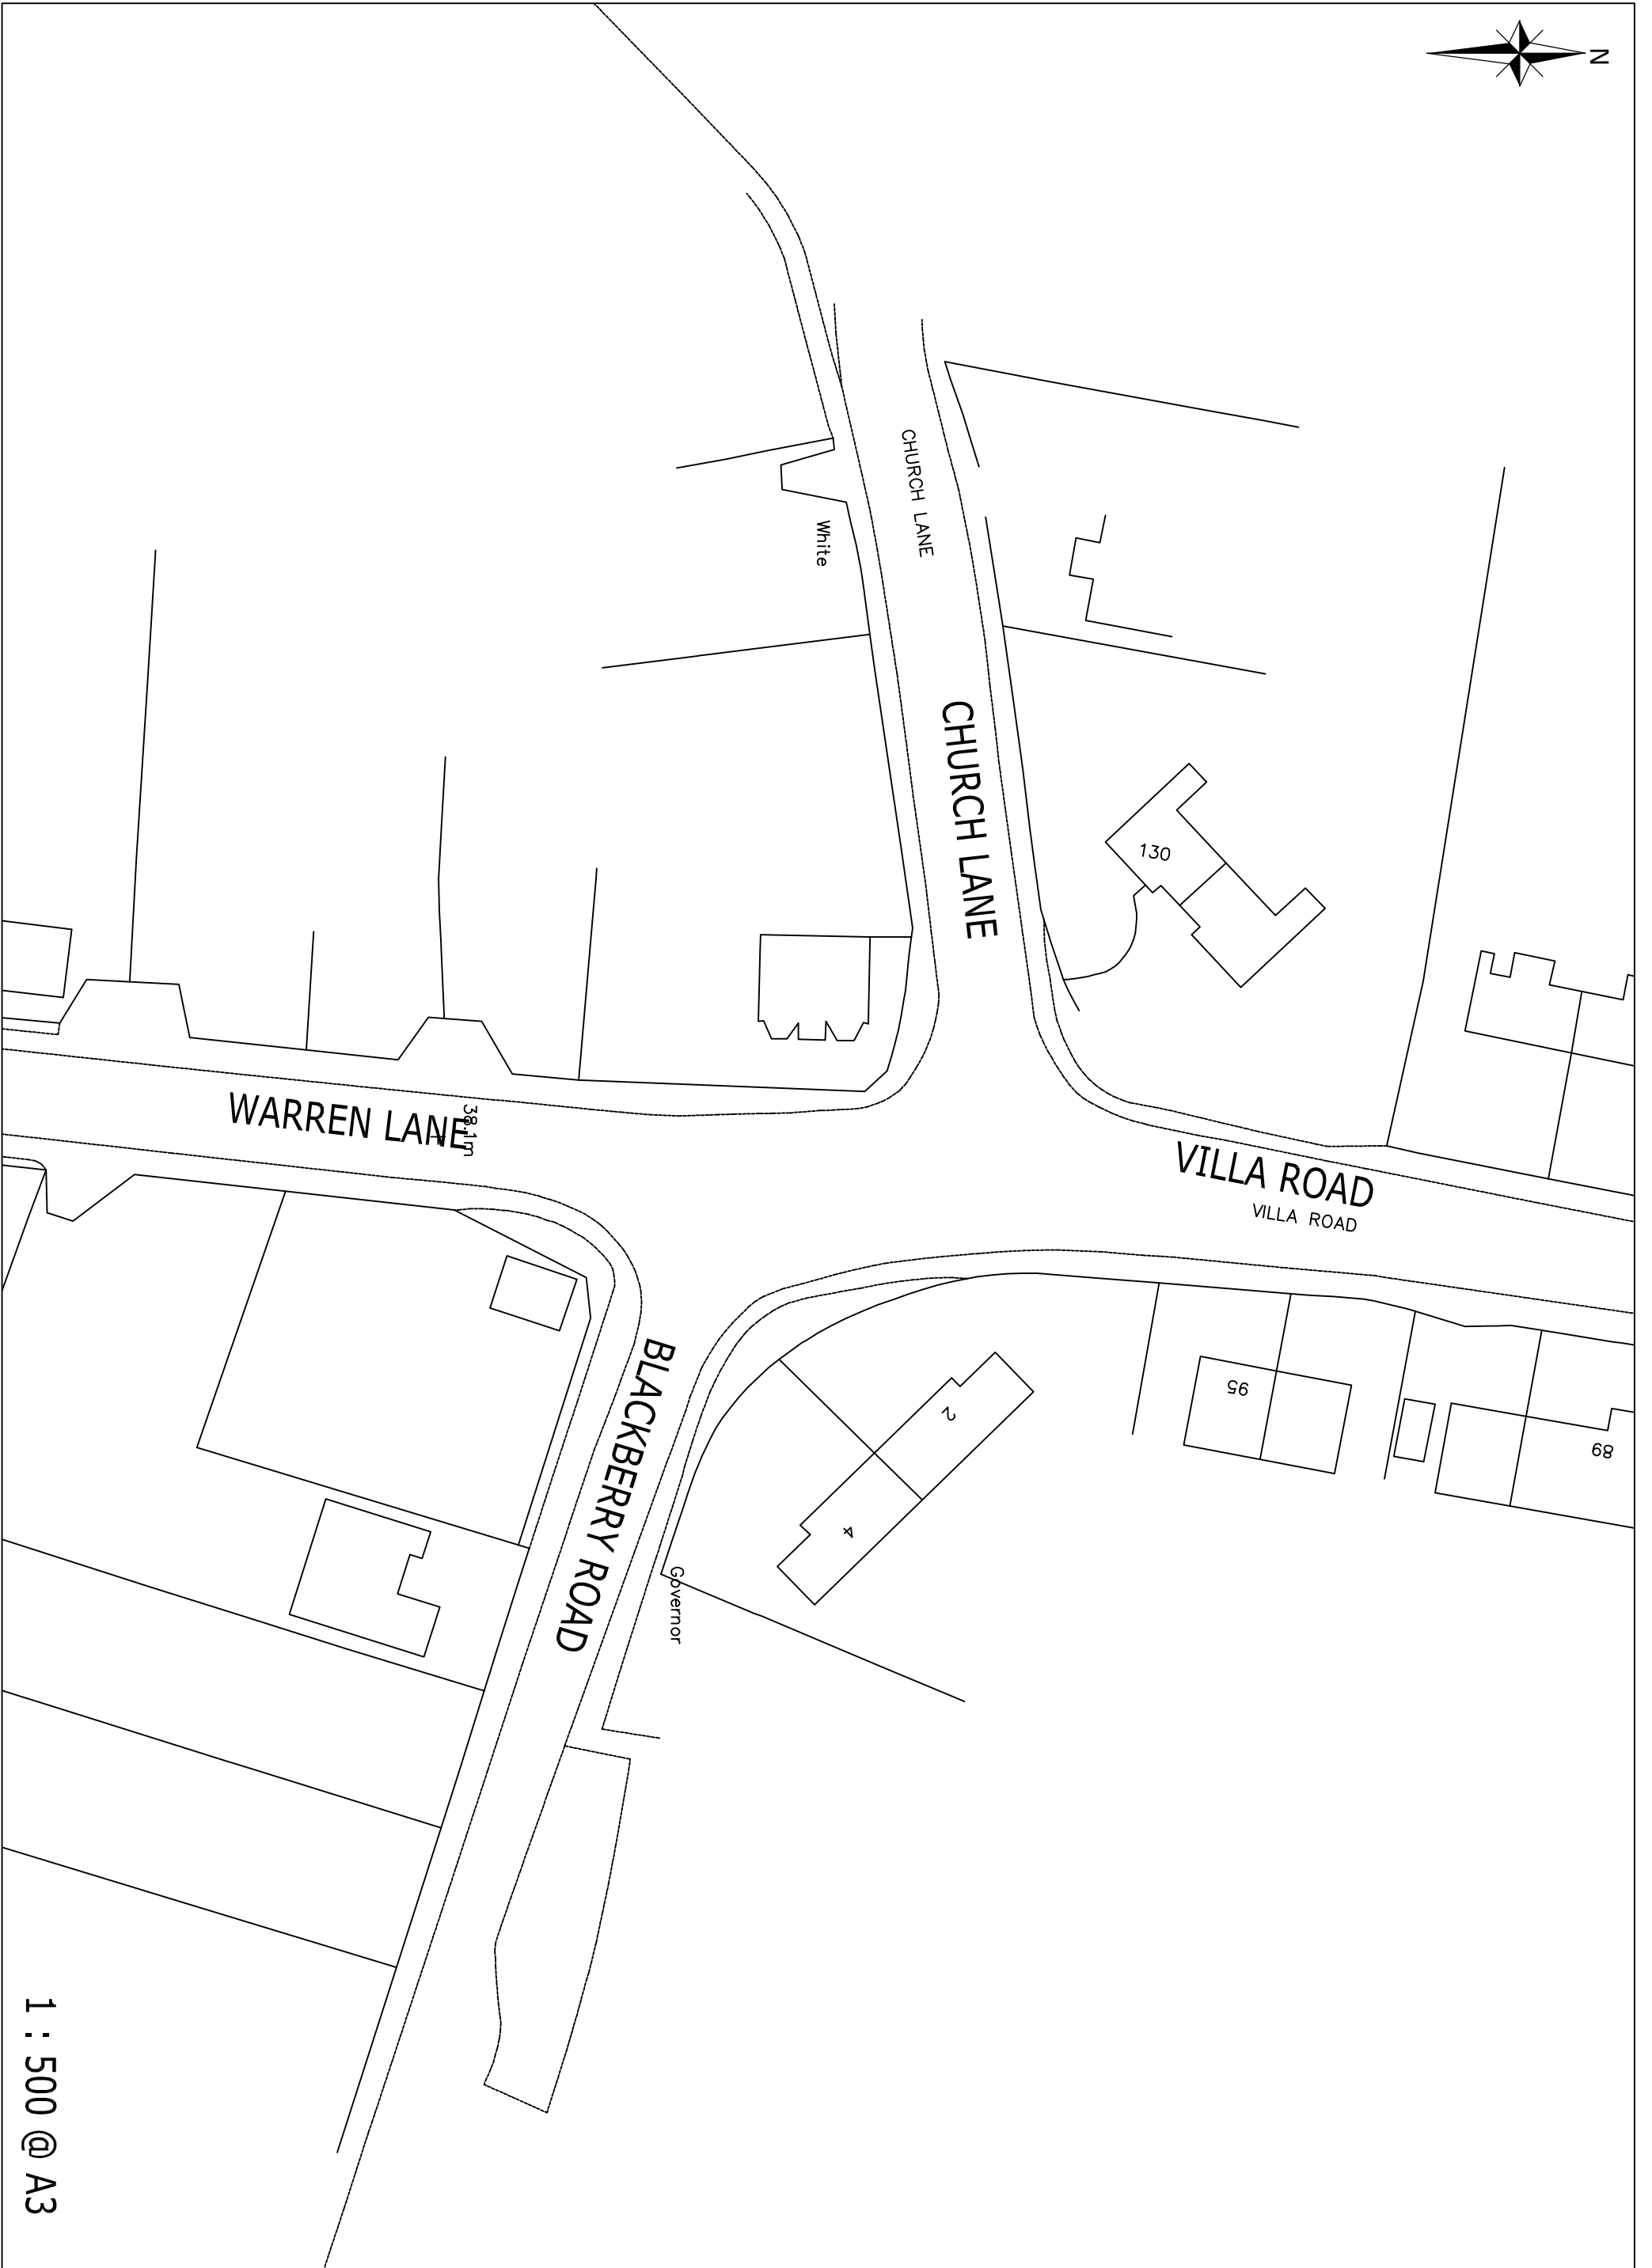 N
CHURCH LANE
White
CHURCH LANE
130
WARREN LANE
38.1m
VILLA ROAD
VILLA ROAD
95
89
2
4
BLACKBERRY ROAD
Governor
1 : 500 @ A3